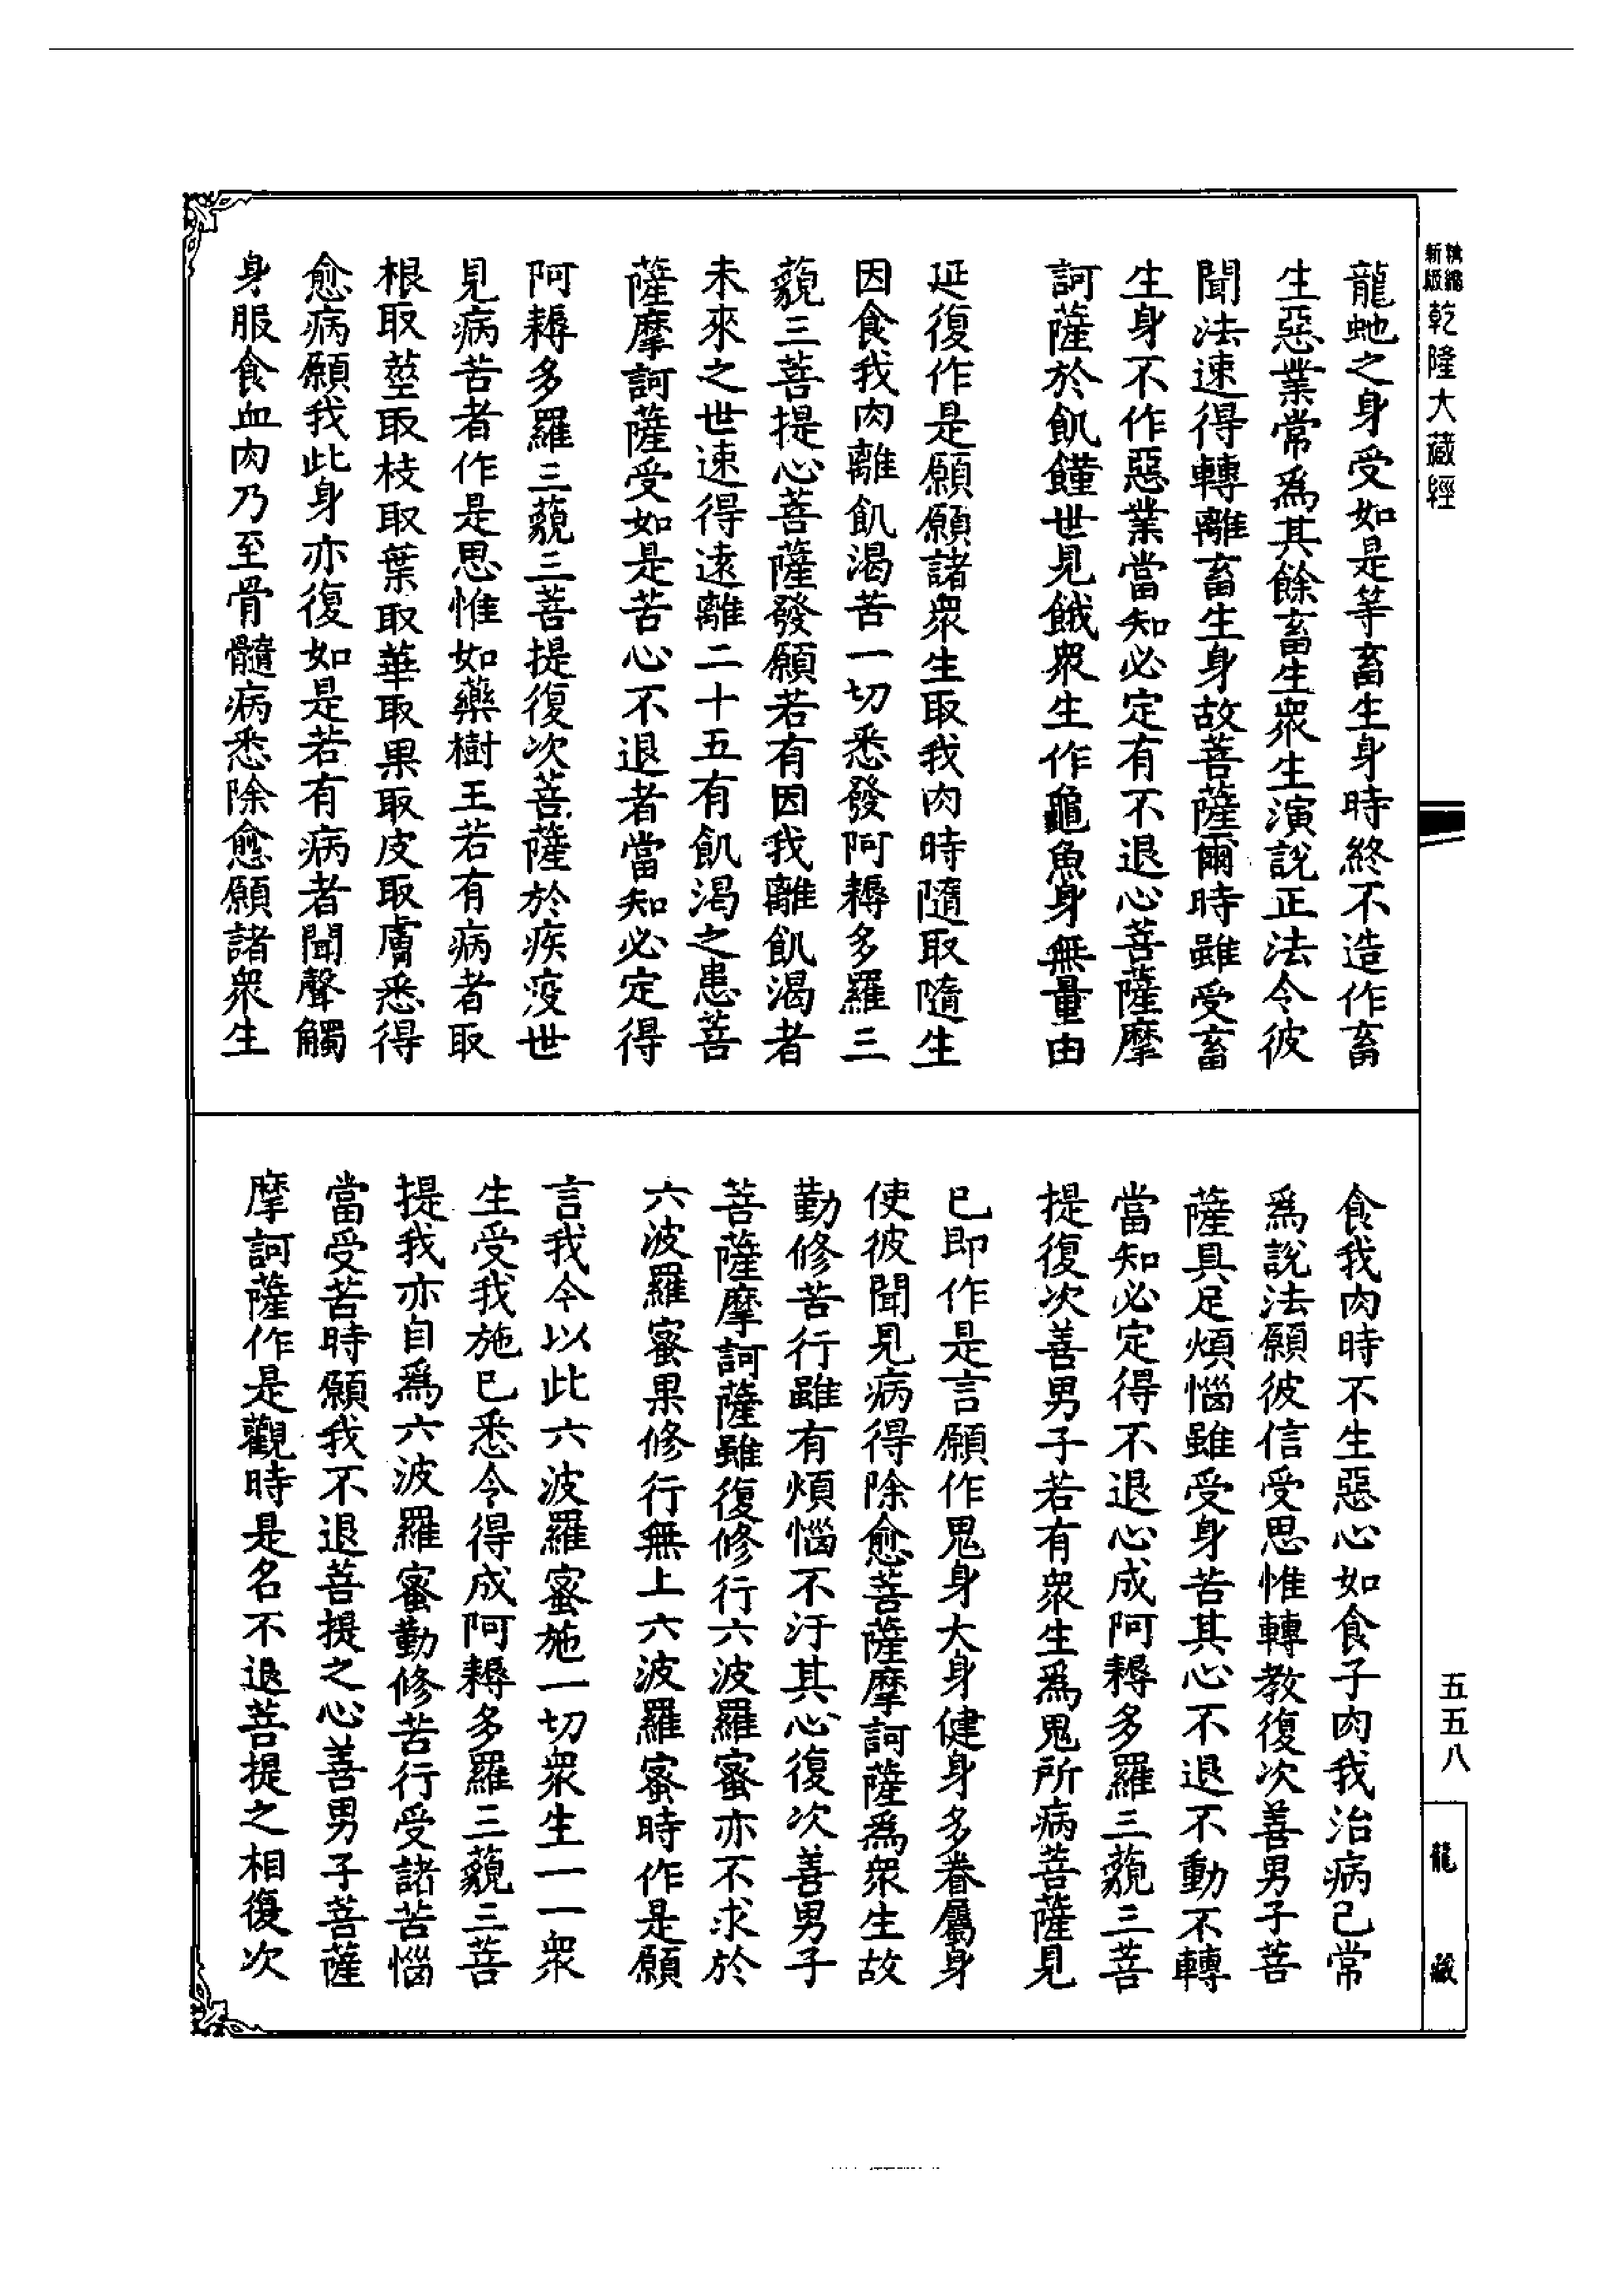 新版
精縮
乾隆大藏經
龍虵之身受如是等畜生身時終不造作畜
生惡業常爲其餘畜生衆生演說正法令彼
聞法速得轉離畜生身故菩薩爾時雖受畜
生身不作惡業當知必定有不退心菩薩摩
訶薩於飢饉世見餓衆生作龜魚身無量由
延復作是願願諸衆生取我肉時隨取隨生
因食我肉離飢渴苦一切悉發阿耨多羅三
藐三菩提心菩薩發願若有因我離飢渴者
未來之世速得遠離二十五有飢渴之患菩
薩摩訶薩受如是苦心不退者當知必定得
阿耨多羅三藐三菩提復次菩薩於疾疫世
見病苦者作是思惟如藥樹王若有病者取
根取莖取枝取葉取華取果取皮取膚悉得
愈病願我此身亦復如是若有病者聞聲觸
身服食血肉乃至骨髓病悉除愈願諸衆生
食我肉時不生惡心如食子肉我治病已常
爲說法願彼信受思惟轉教復次善男子菩
薩具足煩惱雖受身苦其心不退不動不轉
當知必定得不退心成阿耨多羅三藐三菩
提復次善男子若有衆生爲鬼所病菩薩見
已即作是言願作鬼身大身健身多眷屬身
使彼聞見病得除愈菩薩摩訶薩爲衆生故
勤修苦行雖有煩惱不汙其心復次善男子
菩薩摩訶薩雖復修行六波羅蜜亦不求於
六波羅蜜果修行無上六波羅蜜時作是願
言我今以此六波羅蜜施一切衆生一一衆
生受我施已悉令得成阿耨多羅三藐三菩
提我亦自爲六波羅蜜勤修苦行受諸苦惱
當受苦時願我不退菩提之心善男子菩薩
摩訶薩作是觀時是名不退菩提之相復次
五五八
龍藏